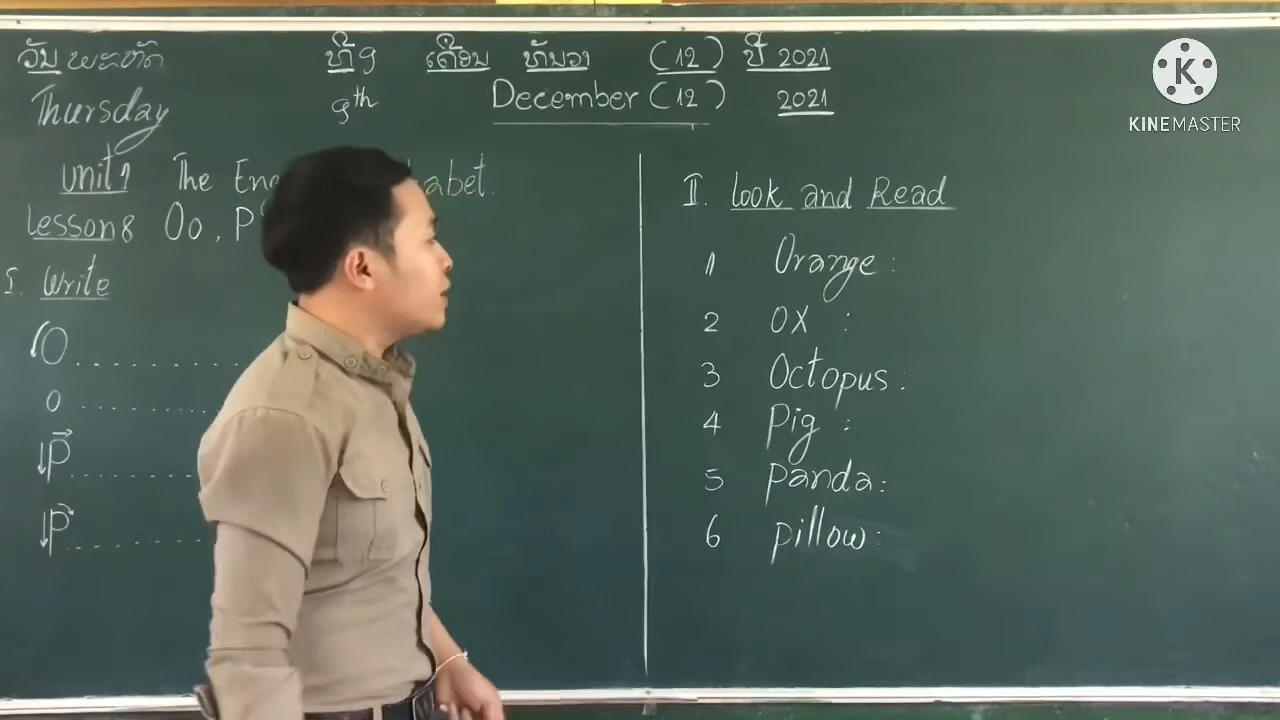 ວັນ ພະຫັດ ທີ 9 ເດືອນ ທັນວາ (12) ປີ 2021
Thursday 9th December (12) 2021
Unit 1 The Eng abet.
Lesson 8 Oo, P
I. Write
O
o
P
P
II. Look and Read
1 Orange:
2 OX :
3 Octopus:
4 Pig :
5 Panda:
6 pillow:
KINEMASTER